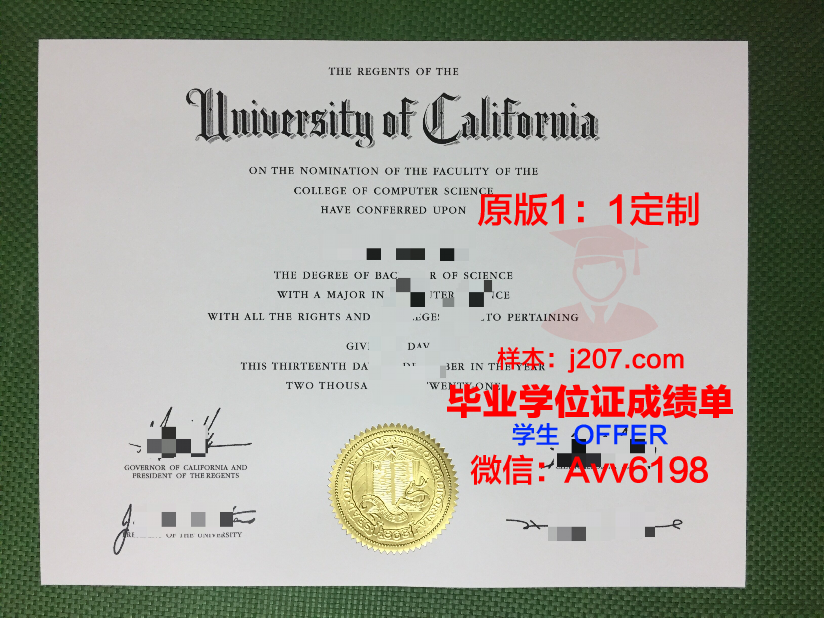 THE REGENTS OF THE
University of California
ON THE NOMINATION OF THE FACULITY OF THE
COLLEGE OF COMPUTER SCIENCE
HAVE CONFERRED UPON
原版1：1定制
THE DEGREE OF BAC R OF SCIENCE
WITH A MAJOR IN
WITH ALL THE RIGHTS AND TO PERTAINING
DAY
THIS THIRTEENTH IN THE YEAR
样本：j207.com
TWO
毕业学位证成绩单
学生 OFFER
微信：Avv6198
GOVERNOR OF CALIFORNIA AND
PRESIDENT OF THE REGENTS
OF THE UNIVERSITY